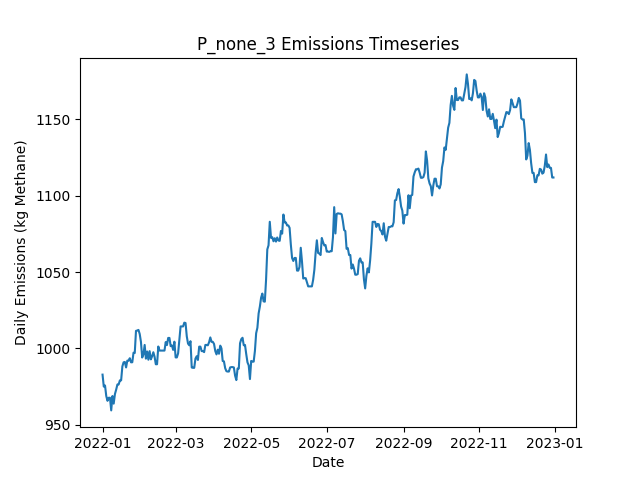 P_none_3 Emissions Timeseries
Daily Emissions (kg Methane)
1150
1100
1050
1000
950
2022-01 2022-03 2022-05 2022-07 2022-09 2022-11 2023-01
Date